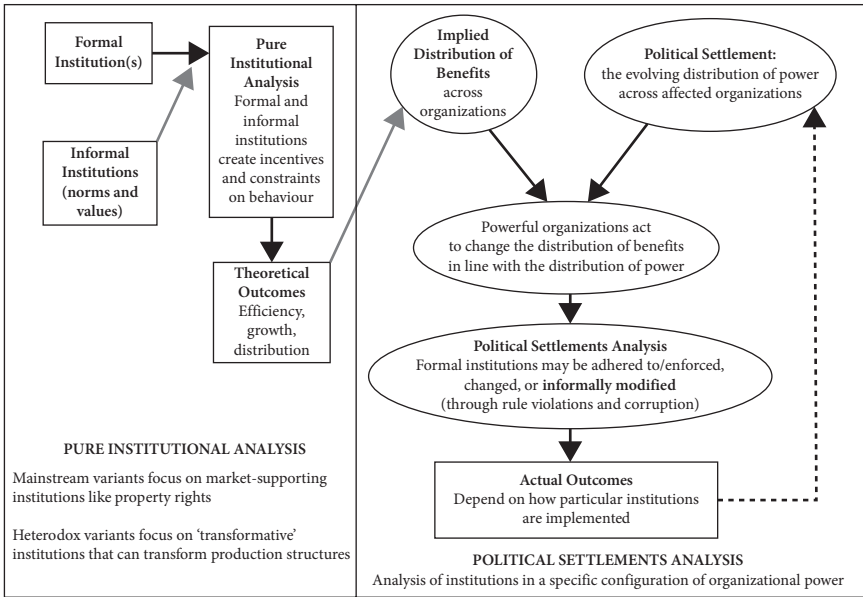 Formal
Institution(s)
Informal
Institutions
(norms and
values)
Pure
Institutional
Analysis
Formal and
informal
institutions
create incentives
and constraints
on behaviour
Theoretical
Outcomes
Efficiency,
growth,
distribution
PURE INSTITUTIONAL ANALYSIS
Mainstream variants focus on market-supporting
institutions like property rights
Heterodox variants focus on ‘transformative’
institutions that can transform production structures
Implied
Distribution of
Benefits
across
organizations
Political Settlement:
the evolving distribution of power
across affected organizations
Powerful organizations act
to change the distribution of benefits
in line with the distribution of power
Political Settlements Analysis
Formal institutions may be adhered to/enforced,
changed, or informally modified
(through rule violations and corruption)
Actual Outcomes
Depend on how particular institutions
are implemented
POLITICAL SETTLEMENTS ANALYSIS
Analysis of institutions in a specific configuration of organizational power